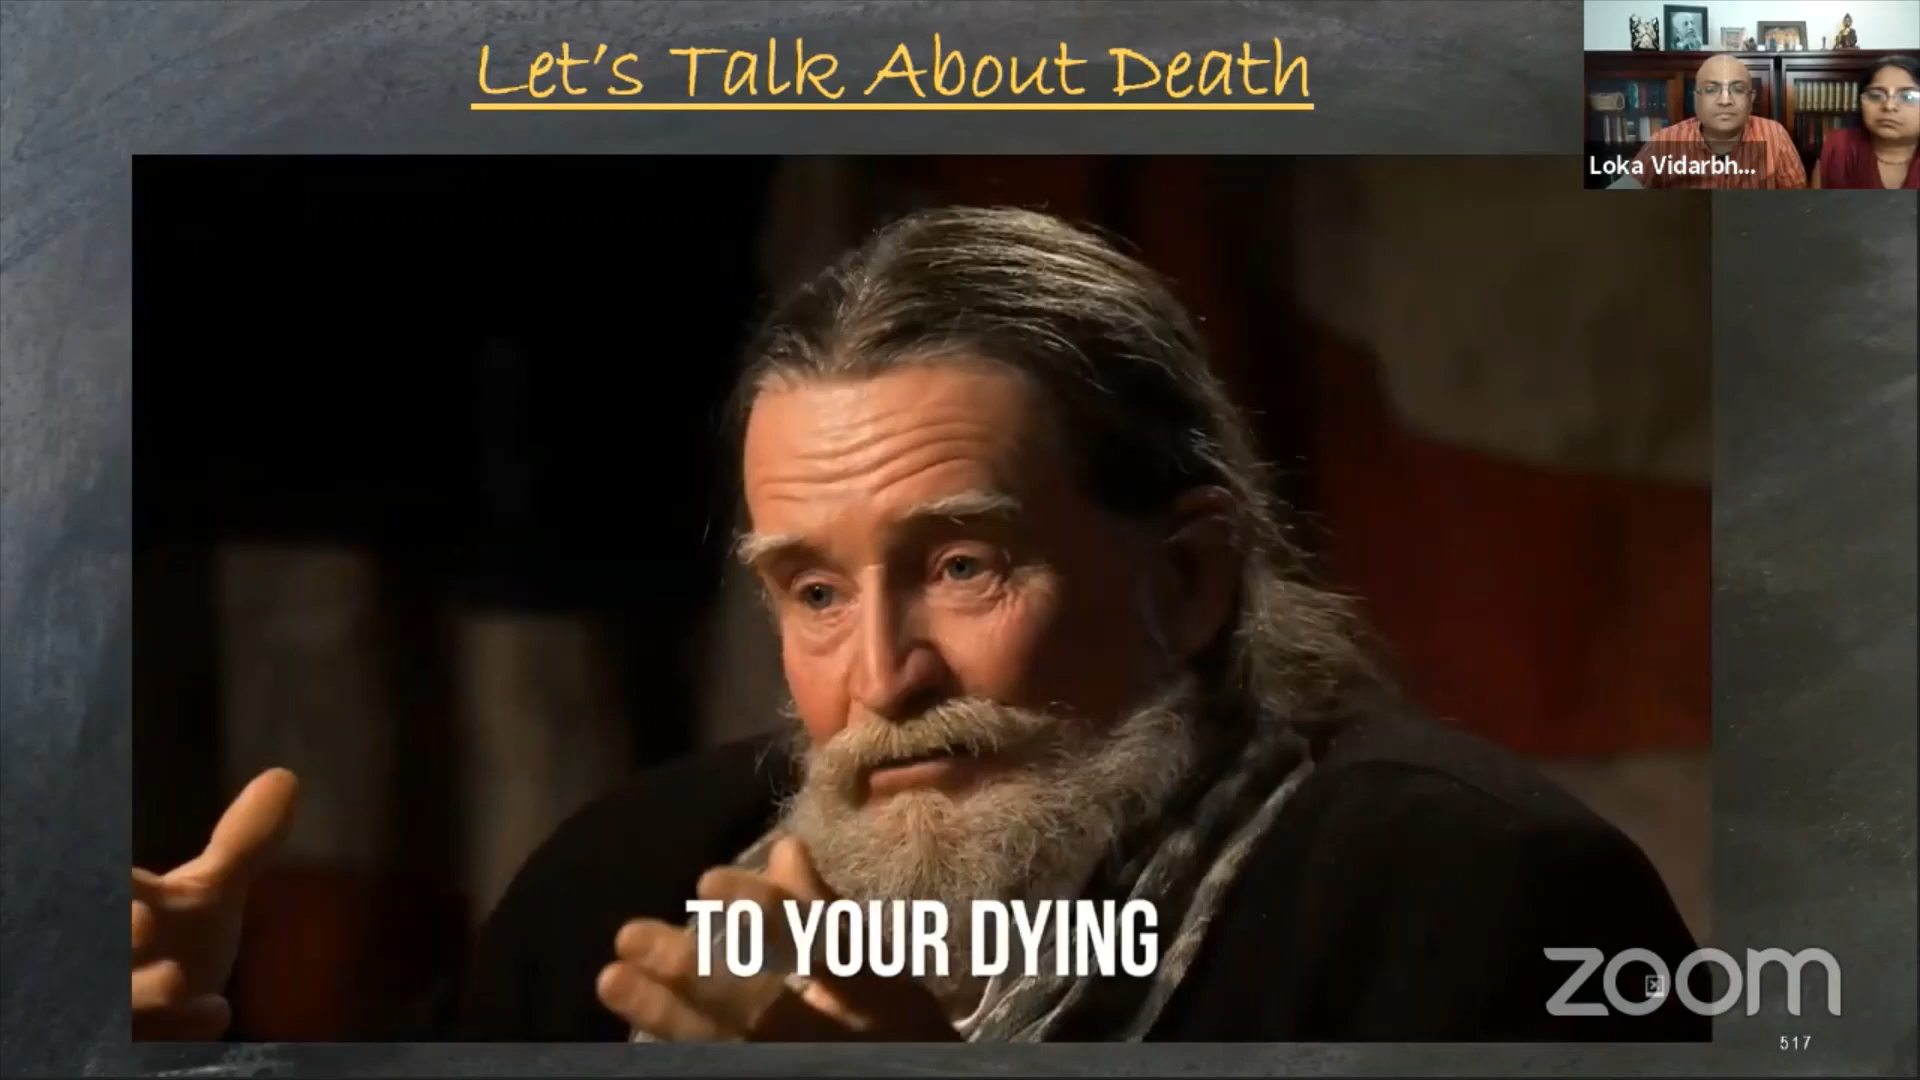 Let's Talk About Death
Loka Vidarbh...
TO YOUR DYING
zoom
517